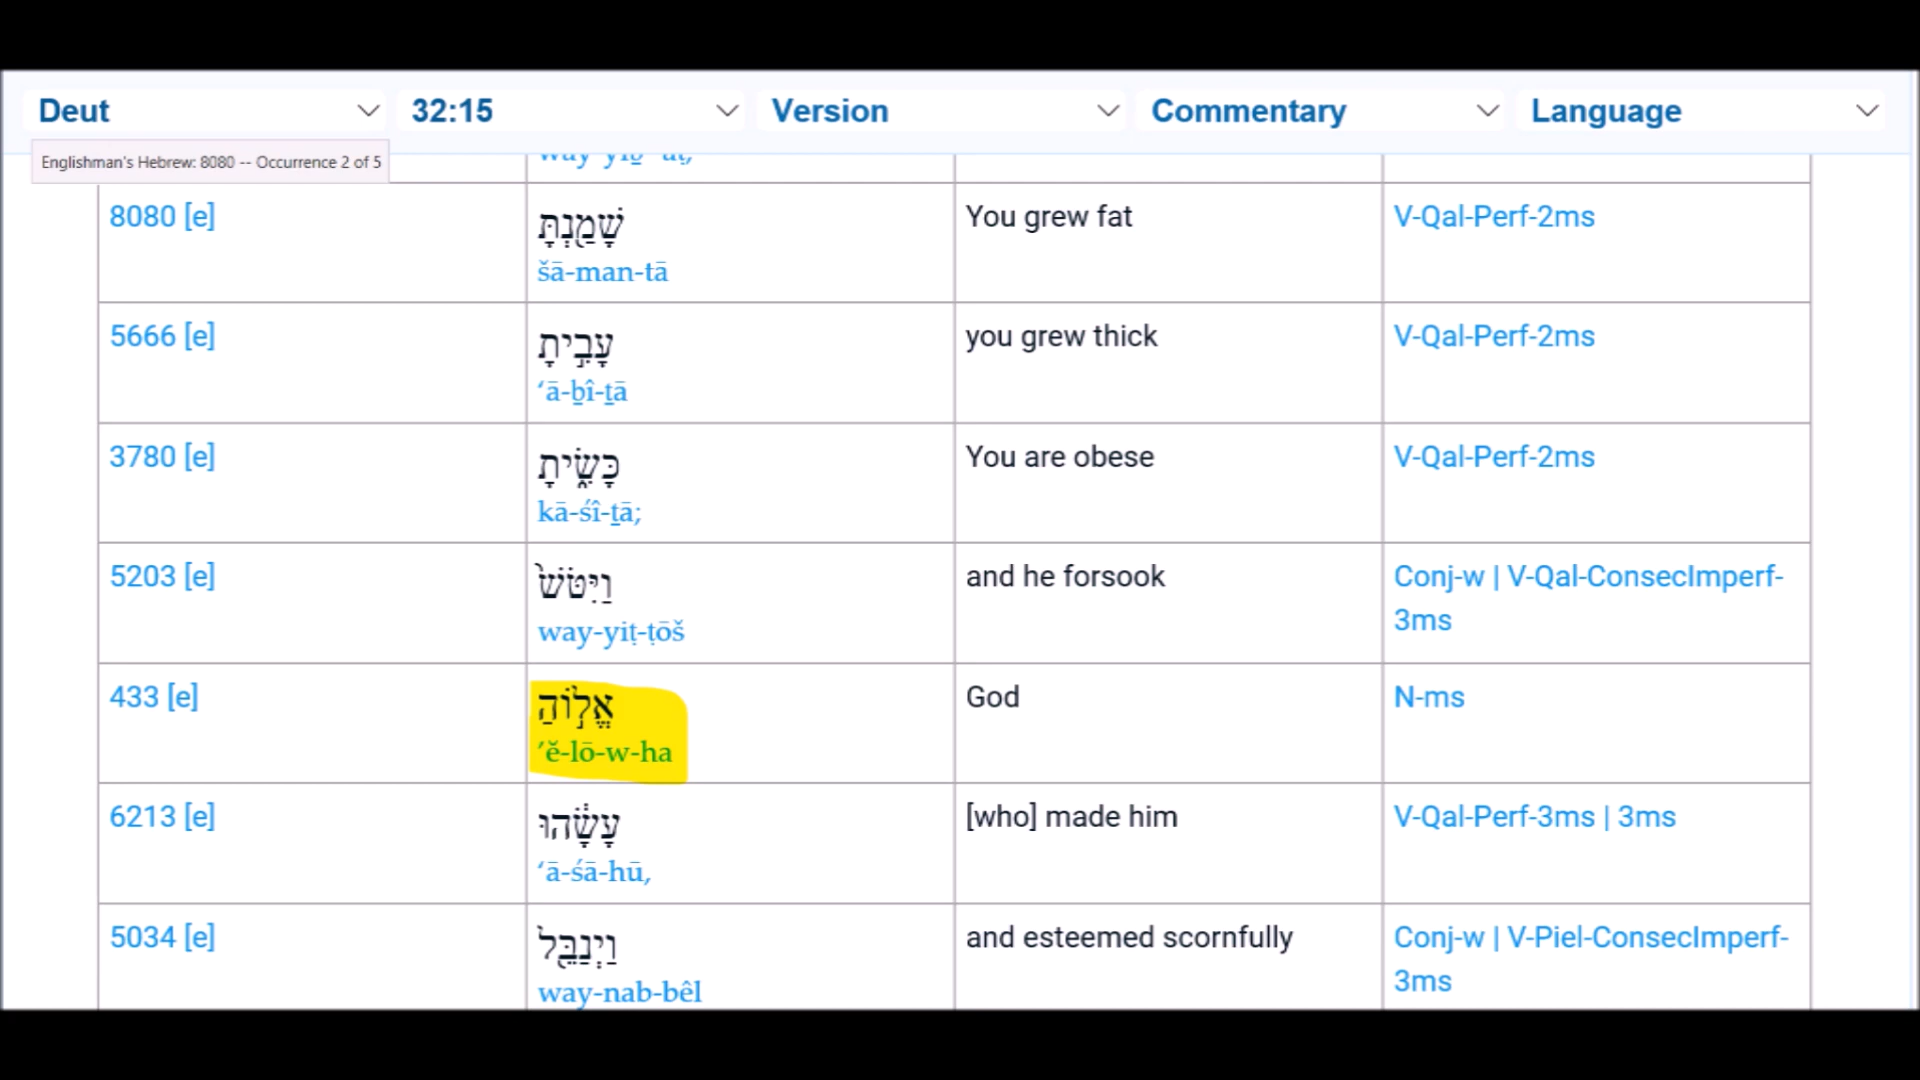 Deut 32:15 Version Commentary Language
Englishman's Hebrew: 8080 -- Occurrence 2 of 5
8080 [e] שָׁמַ֖נְתָּ You grew fat V-Qal-Perf-2ms
šā-man-tā
5666 [e] עָבִ֣יתָ you grew thick V-Qal-Perf-2ms
‘ā-ḇî-ṯā
3780 [e] כָּשִׂ֑יתָ You are obese V-Qal-Perf-2ms
kā-śî-ṯā;
5203 [e] וַיִּטֹּשׁ֙ and he forsook Conj-w | V-Qal-ConsecImperf-
way-yiṭ-ṭōš 3ms
433 [e] אֱל֣וֹהַּ God N-ms
’ĕ-lō-w-ha
6213 [e] עָשָׂ֔הוּ [who] made him V-Qal-Perf-3ms | 3ms
‘ā-śā-hū,
5034 [e] וַיְנַבֵּ֖ל and esteemed scornfully Conj-w | V-Piel-ConsecImperf-
way-nab-bêl 3ms